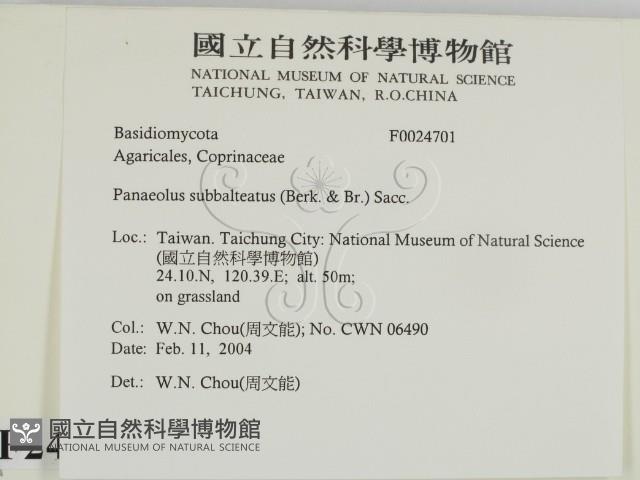 國立自然科學博物館
NATIONAL MUSEUM OF NATURAL SCIENCE
TAICHUNG, TAIWAN, R.O.CHINA
Basidiomycota F0024701
Agaricales, Coprinaceae
Panaeolus subbalteatus (Berk. & Br.) Sacc.
Loc.: Taiwan. Taichung City: National Museum of Natural Science
(國立自然科學博物館)
24.10.N, 120.39.E; alt. 50m;
on grassland
Col.: W.N. Chou(周文能); No. CWN 06490
Date: Feb. 11, 2004
Det.: W.N. Chou(周文能)
國立自然科學博物館
NATIONAL MUSEUM OF NATURAL SCIENCE